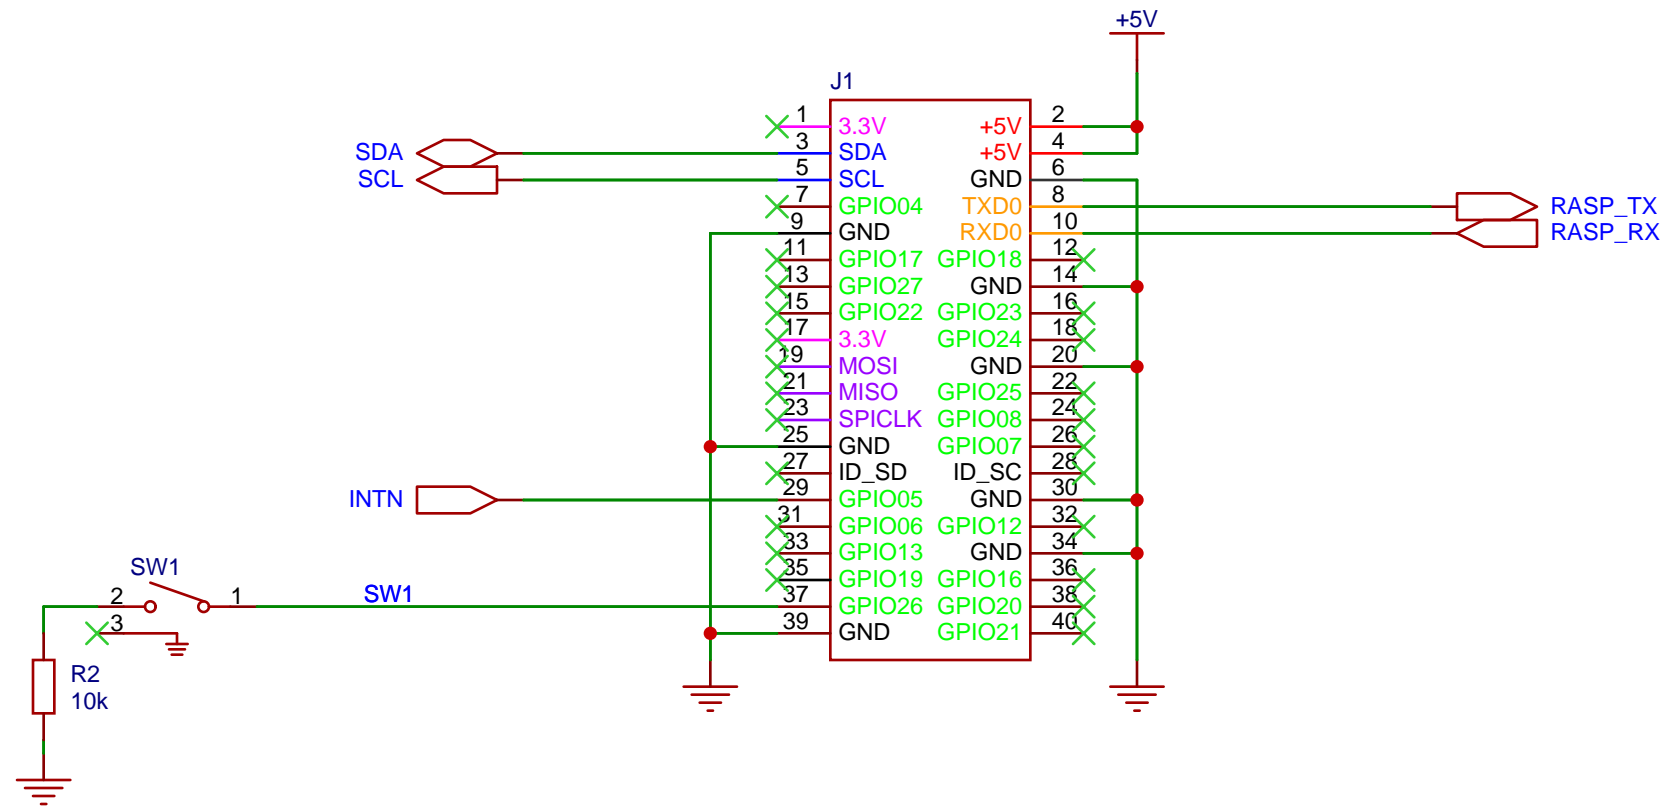 +5V
J1
1 3.3V +5V 2
SDA 3 SDA +5V 4
SCL 5 SCL GND 6
7 GPIO04 TXD0 8 RASP_TX
9 GND RXD0 10 RASP_RX
11 GPIO17 GPIO18 12
13 GPIO27 GND 14
15 GPIO22 GPIO23 16
17 3.3V GPIO24 18
19 MOSI GND 20
21 MISO GPIO25 22
23 SPICLK GPIO08 24
25 GND GPIO07 26
27 ID_SD ID_SC 28
INTN 29 GPIO05 GND 30
31 GPIO06 GPIO12 32
33 GPIO13 GND 34
35 GPIO19 GPIO16 36
SW1
2 1 SW1 37 GPIO26 GPIO20 38
3 39 GND GPIO21 40
R2
10k